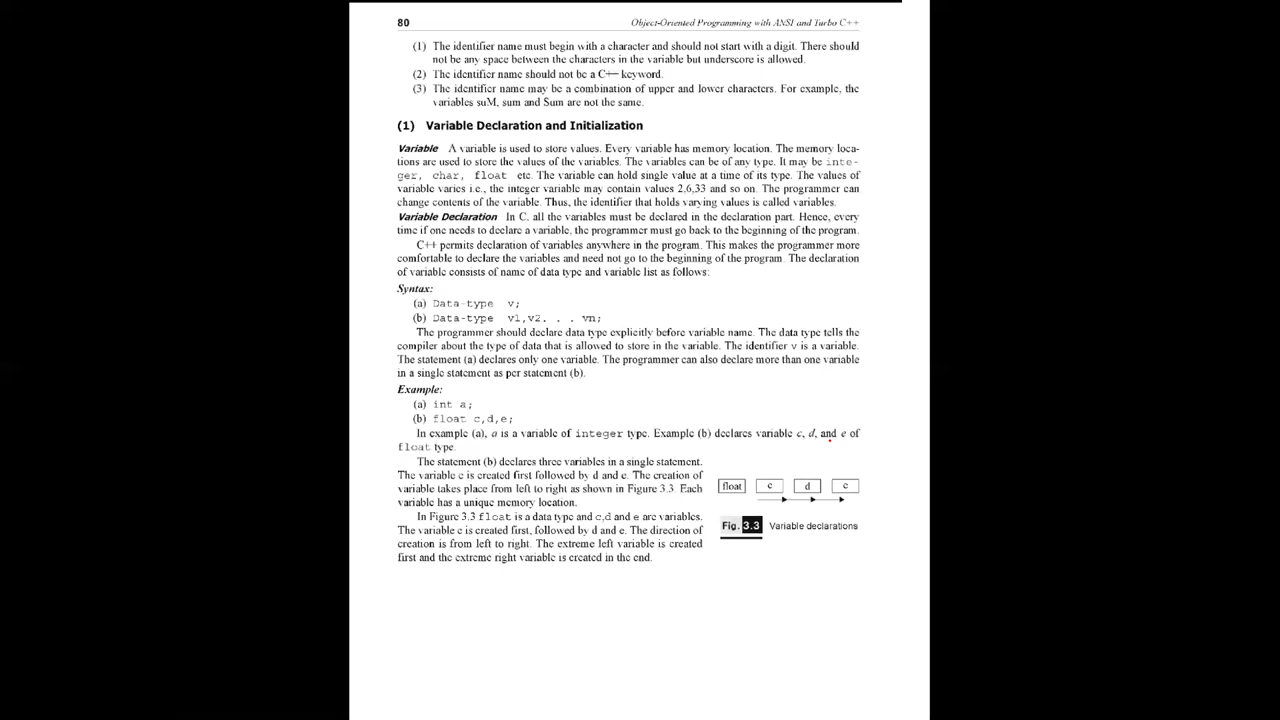 80 Object-Oriented Programming with ANSI and Turbo C++
(1) The identifier name must begin with a character and should not start with a digit. There should
not be any space between the characters in the variable but underscore is allowed.
(2) The identifier name should not be a C++ keyword.
(3) The identifier name may be a combination of upper and lower characters. For example, the
variables suM, sum and Sum are not the same.
(1) Variable Declaration and Initialization
Variable A variable is used to store values. Every variable has memory location. The memory loca-
tions are used to store the values of the variables. The variables can be of any type. It may be inte-
ger, char, float etc. The variable can hold single value at a time of its type. The values of
variable varies i.e., the integer variable may contain values 2,6,33 and so on. The programmer can
change contents of the variable. Thus, the identifier that holds varying values is called variables.
Variable Declaration In C, all the variables must be declared in the declaration part. Hence, every
time if one needs to declare a variable, the programmer must go back to the beginning of the program.
C++ permits declaration of variables anywhere in the program. This makes the programmer more
comfortable to declare the variables and need not go to the beginning of the program. The declaration
of variable consists of name of data type and variable list as follows:
Syntax:
(a) Data-type v;
(b) Data-type v1,v2. . . vn;
The programmer should declare data type explicitly before variable name. The data type tells the
compiler about the type of data that is allowed to store in the variable. The identifier v is a variable.
The statement (a) declares only one variable. The programmer can also declare more than one variable
in a single statement as per statement (b).
Example:
(a) int a;
(b) float c,d,e;
In example (a), a is a variable of integer type. Example (b) declares variable c, d, and e of
float type.
The statement (b) declares three variables in a single statement.
The variable c is created first followed by d and e. The creation of
variable takes place from left to right as shown in Figure 3.3. Each
variable has a unique memory location.
In Figure 3.3 float is a data type and c,d and e are variables.
The variable c is created first, followed by d and e. The direction of
creation is from left to right. The extreme left variable is created
first and the extreme right variable is created in the end.
float c d e
Fig. 3.3 Variable declarations